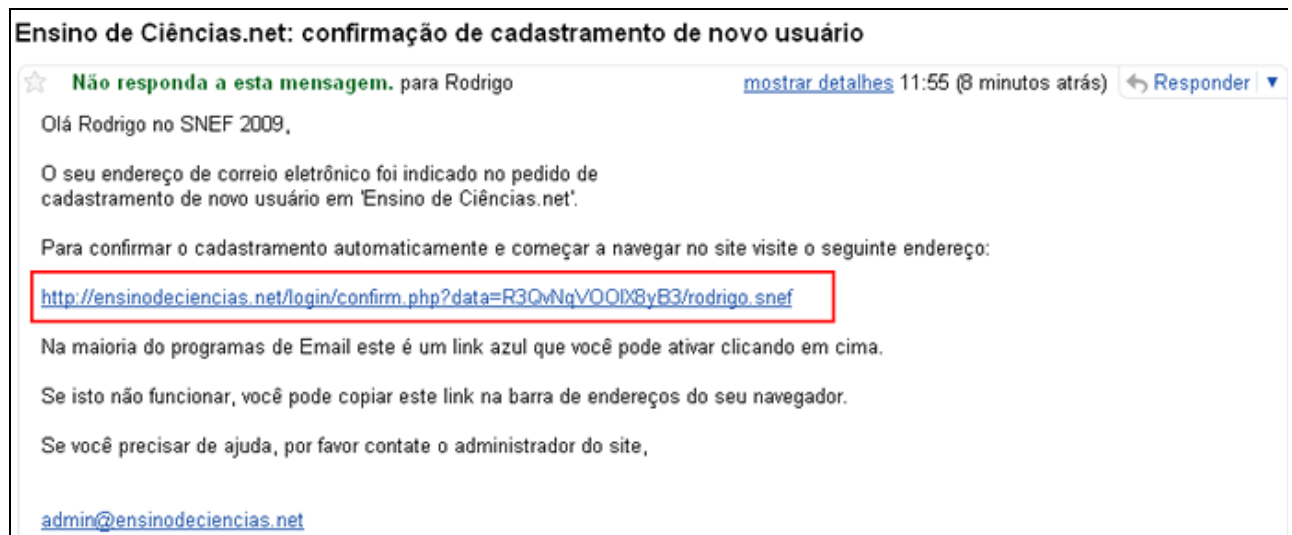 Ensino de Ciências.net: confirmação de cadastramento de novo usuário
Não responda a esta mensagem. para Rodrigo mostrar detalhes 11:55 (8 minutos atrás) Responder
Olá Rodrigo no SNEF 2009,
O seu endereço de correio eletrônico foi indicado no pedido de
cadastramento de novo usuário em 'Ensino de Ciências.net'.
Para confirmar o cadastramento automaticamente e começar a navegar no site visite o seguinte endereço:
http://ensinodeciencias.net/login/confirm.php?data=R3QvNqVOOlX8yB3/rodrigo.snef
Na maioria do programas de Email este é um link azul que você pode ativar clicando em cima.
Se isto não funcionar, você pode copiar este link na barra de endereços do seu navegador.
Se você precisar de ajuda, por favor contate o administrador do site,
admin@ensinodeciencias.net